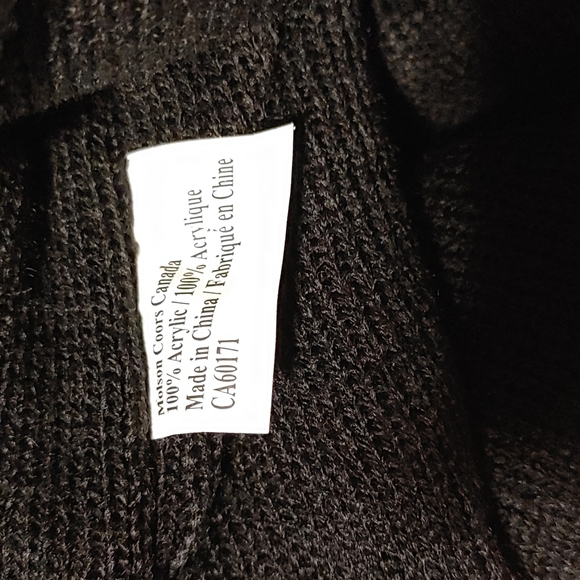 Molson Coors Canada
100% Acrylic / 100% Acrylique
Made in China / Fabriqué en Chine
CA60171